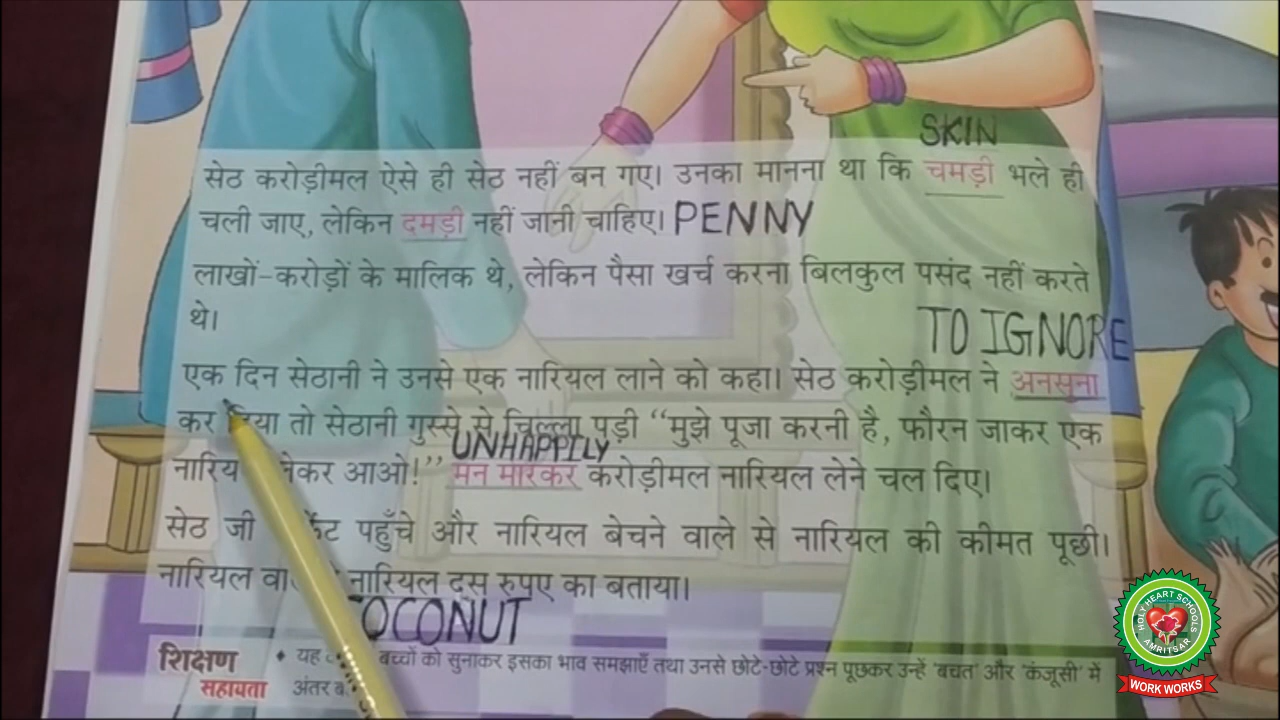 SKIN
सेठ करोड़ीमल ऐसे ही सेठ नहीं बन गए। उनका मानना था कि चमड़ी भले ही
चली जाए, लेकिन दमड़ी नहीं जानी चाहिए। PENNY
लाखों-करोड़ों के मालिक थे, लेकिन पैसा खर्च करना बिलकुल पसंद नहीं करते
थे।
TO IGNORE
एक दिन सेठानी ने उनसे एक नारियल लाने को कहा। सेठ करोड़ीमल ने अनसुना
कर तो सेठानी गुस्से से चिल्ला पड़ी “मुझे पूजा करनी है, फौरन जाकर एक
UNHAPPILY
आओ!” मन मारकर करोड़ीमल नारियल लेने चल दिए।
सेठ जी पहुँचे और नारियल बेचने वाले से नारियल की कीमत पूछी।
नारियल नारियल दस रुपए का बताया।
शिक्षण सहायता
यह बच्चों को सुनाकर इसका भाव समझाएँ तथा उनसे छोटे-छोटे प्रश्न पूछकर उन्हें 'बचत' और 'कंजूसी' में
अंतर
HOLY HEART SCHOOLS
AMRITSAR
WORK WORKS